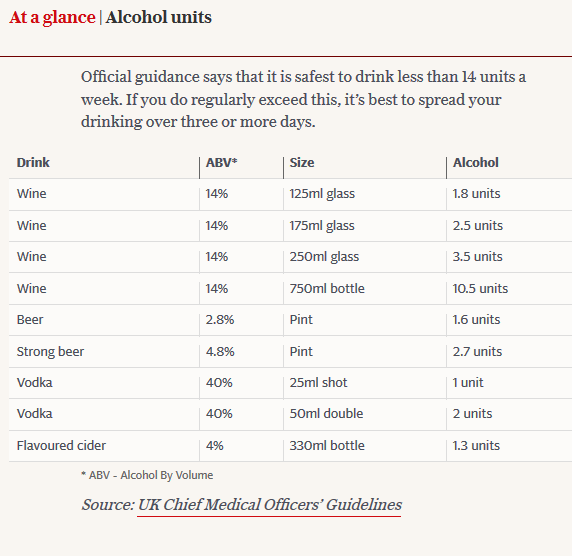 At a glance | Alcohol units
Official guidance says that it is safest to drink less than 14 units a
week. If you do regularly exceed this, it’s best to spread your
drinking over three or more days.
Drink ABV* Size Alcohol
Wine 14% 125ml glass 1.8 units
Wine 14% 175ml glass 2.5 units
Wine 14% 250ml glass 3.5 units
Wine 14% 750ml bottle 10.5 units
Beer 2.8% Pint 1.6 units
Strong beer 4.8% Pint 2.7 units
Vodka 40% 25ml shot 1 unit
Vodka 40% 50ml double 2 units
Flavoured cider 4% 330ml bottle 1.3 units
* ABV - Alcohol By Volume
Source: UK Chief Medical Officers’ Guidelines